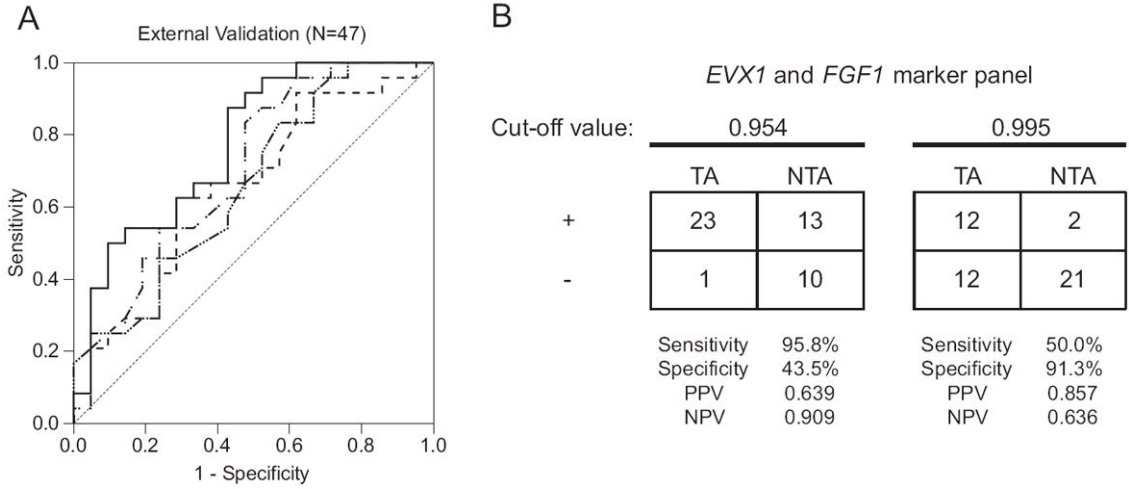 A
External Validation (N=47)
Sensitivity
1.0
0.8
0.6
0.4
0.2
0.0
0.0 0.2 0.4 0.6 0.8 1.0
1 - Specificity
B
EVX1 and FGF1 marker panel
Cut-off value: 0.954 0.995
TA NTA TA NTA
+ 23 13 12 2
- 1 10 12 21
Sensitivity 95.8% Sensitivity 50.0%
Specificity 43.5% Specificity 91.3%
PPV 0.639 PPV 0.857
NPV 0.909 NPV 0.636